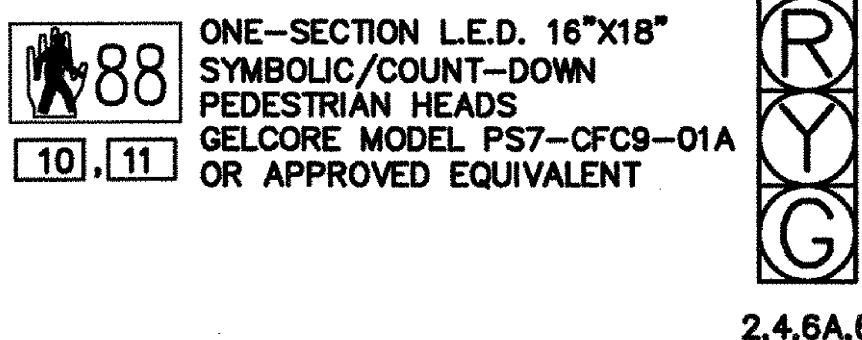 88
10, 11
ONE-SECTION L.E.D. 16"X18"
SYMBOLIC/COUNT-DOWN
PEDESTRIAN HEADS
GELCORE MODEL PS7-CFC9-01A
OR APPROVED EQUIVALENT
R
Y
G
2,4,6A,